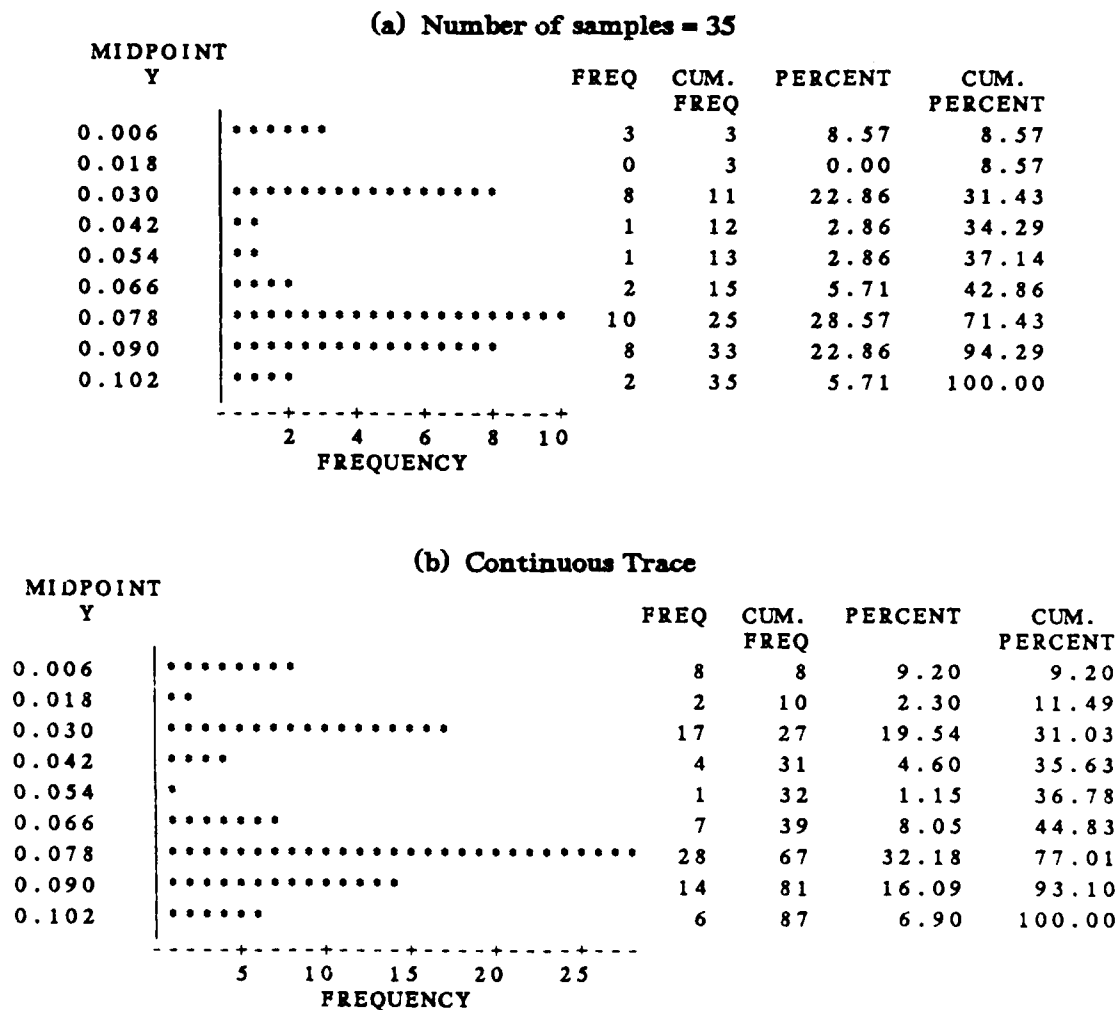 (a) Number of samples = 35
MIDPOINT
Y FREQ CUM. PERCENT CUM.
FREQ PERCENT
0.006 3 3 8.57 8.57
0.018 0 3 0.00 8.57
0.030 8 11 22.86 31.43
0.042 1 12 2.86 34.29
0.054 1 13 2.86 37.14
0.066 2 15 5.71 42.86
0.078 10 25 28.57 71.43
0.090 8 33 22.86 94.29
0.102 2 35 5.71 100.00
2 4 6 8 10
FREQUENCY
(b) Continuous Trace
MIDPOINT
Y FREQ CUM. PERCENT CUM.
FREQ PERCENT
0.006 8 8 9.20 9.20
0.018 2 10 2.30 11.49
0.030 17 27 19.54 31.03
0.042 4 31 4.60 35.63
0.054 1 32 1.15 36.78
0.066 7 39 8.05 44.83
0.078 28 67 32.18 77.01
0.090 14 81 16.09 93.10
0.102 6 87 6.90 100.00
5 10 15 20 25
FREQUENCY